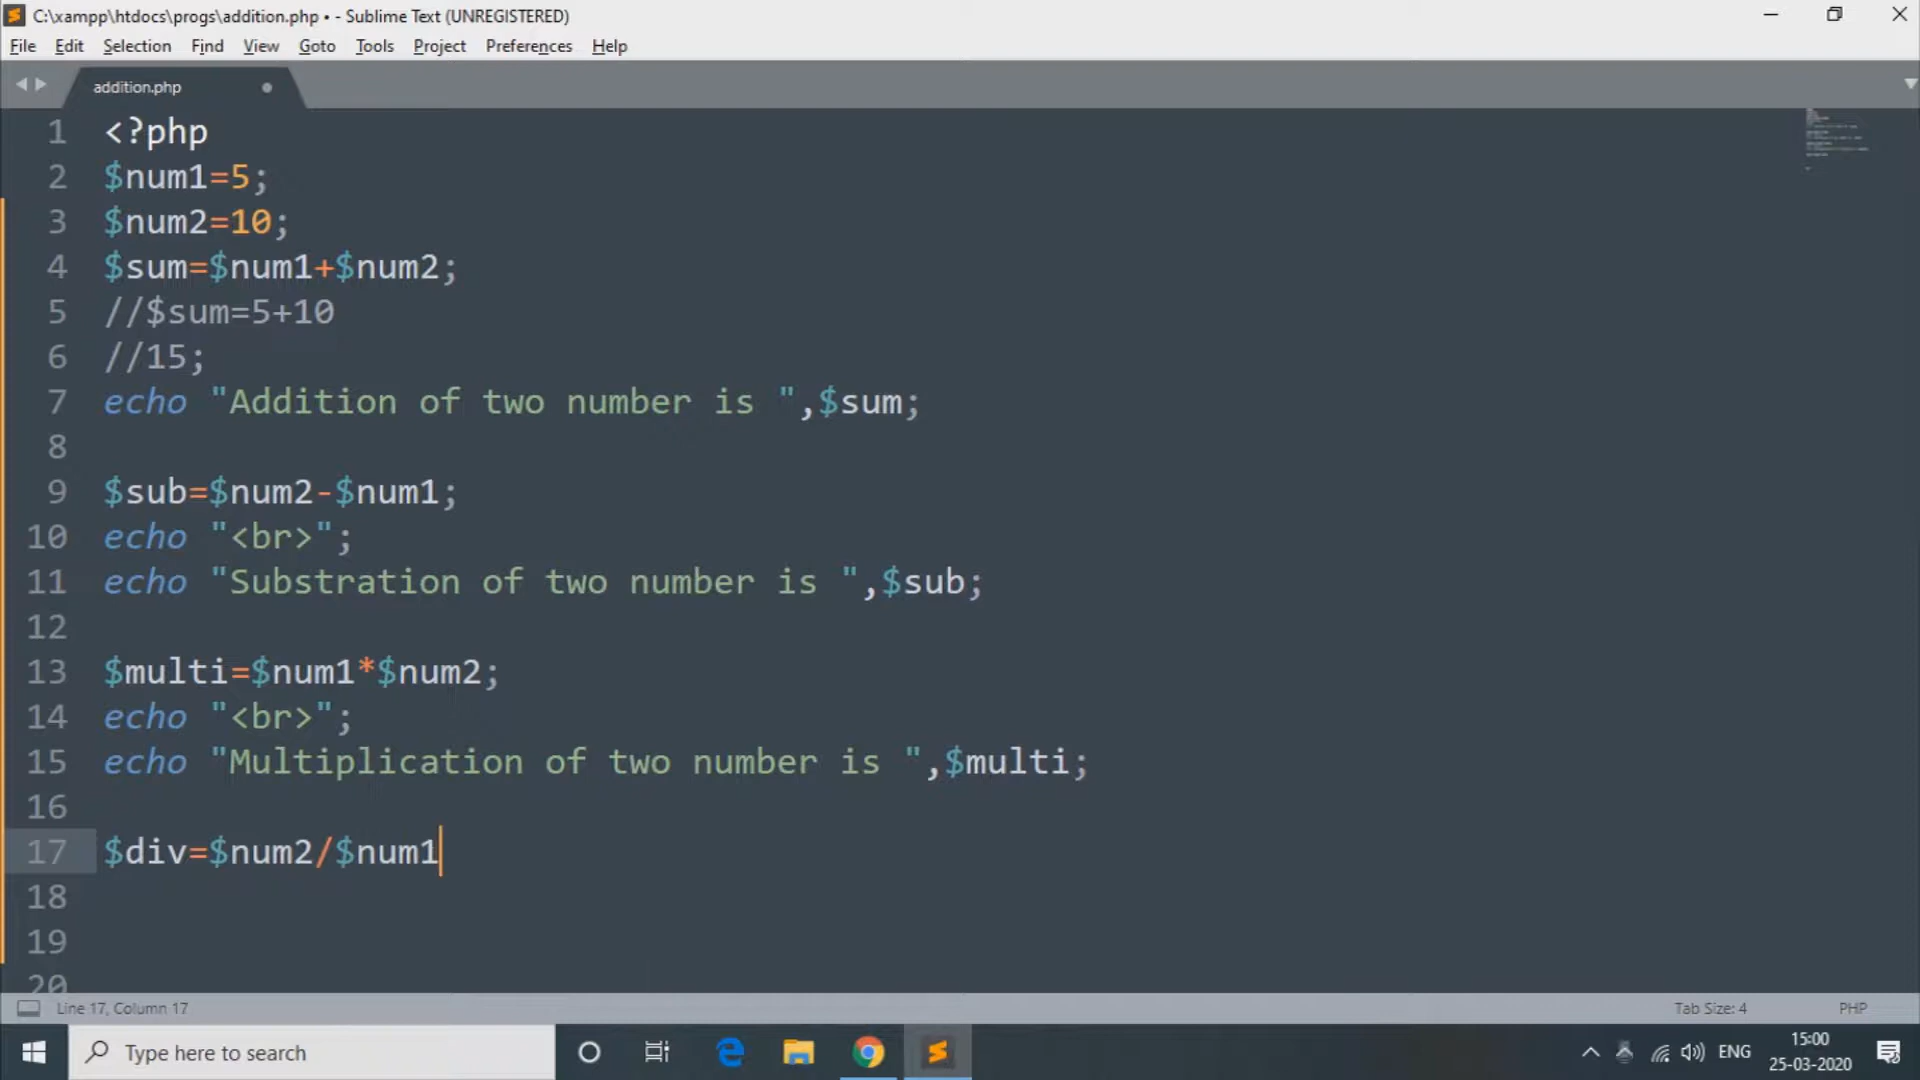 C:\xampp\htdocs\progs\addition.php • - Sublime Text (UNREGISTERED)
File Edit Selection Find View Goto Tools Project Preferences Help
addition.php
1 <?php
2 $num1=5;
3 $num2=10;
4 $sum=$num1+$num2;
5 //$sum=5+10
6 //15;
7 echo "Addition of two number is ",$sum;
8
9 $sub=$num2-$num1;
10 echo "<br>";
11 echo "Substration of two number is ",$sub;
12
13 $multi=$num1*$num2;
14 echo "<br>";
15 echo "Multiplication of two number is ",$multi;
16
17 $div=$num2/$num1
18
19
20
Line 17, Column 17 Tab Size: 4 PHP
Type here to search ENG 15:00
25-03-2020